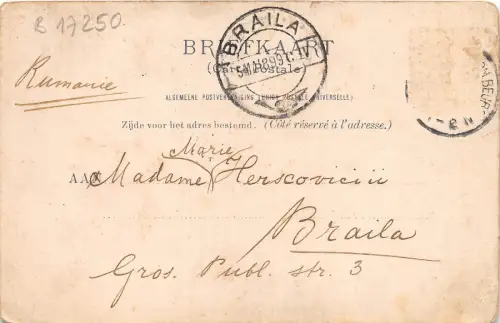 B 17250.
BRAILA
BRIEFKAART
(Carte Postale)
Rumanie
ALGEMEENE POSTVEREENIGING (UNION POSTALE UNIVERSELLE)
Zijde voor het adres bestemd. (Côté réservé à l'adresse.)
Marie
AAN Madame Herscovicii
Braila
Gros. Publ. str. 3